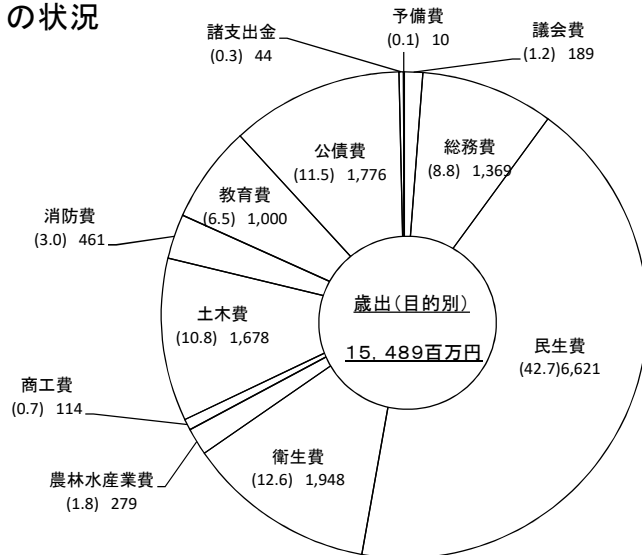 の状況
予備費
(0.1) 10
議会費
(1.2) 189
諸支出金
(0.3) 44
総務費
(8.8) 1,369
公債費
(11.5) 1,776
教育費
(6.5) 1,000
消防費
(3.0) 461
土木費
(10.8) 1,678
歳出(目的別)
15,489百万円
民生費
(42.7)6,621
商工費
(0.7) 114
農林水産業費
(1.8) 279
衛生費
(12.6) 1,948